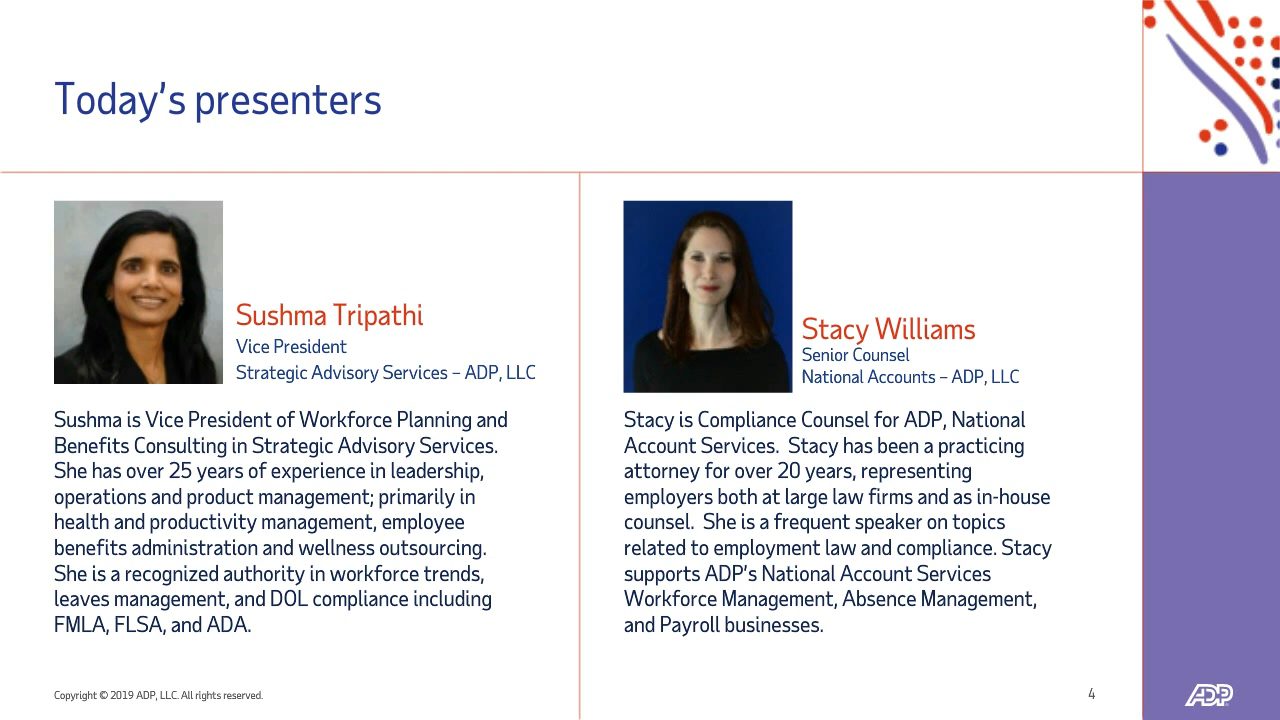 Today's presenters
Sushma Tripathi
Vice President
Strategic Advisory Services – ADP, LLC
Sushma is Vice President of Workforce Planning and
Benefits Consulting in Strategic Advisory Services.
She has over 25 years of experience in leadership,
operations and product management; primarily in
health and productivity management, employee
benefits administration and wellness outsourcing.
She is a recognized authority in workforce trends,
leaves management, and DOL compliance including
FMLA, FLSA, and ADA.
Stacy Williams
Senior Counsel
National Accounts – ADP, LLC
Stacy is Compliance Counsel for ADP, National
Account Services.  Stacy has been a practicing
attorney for over 20 years, representing
employers both at large law firms and as in-house
counsel.  She is a frequent speaker on topics
related to employment law and compliance. Stacy
supports ADP's National Account Services
Workforce Management, Absence Management,
and Payroll businesses.
Copyright © 2019 ADP, LLC. All rights reserved.
4
ADP